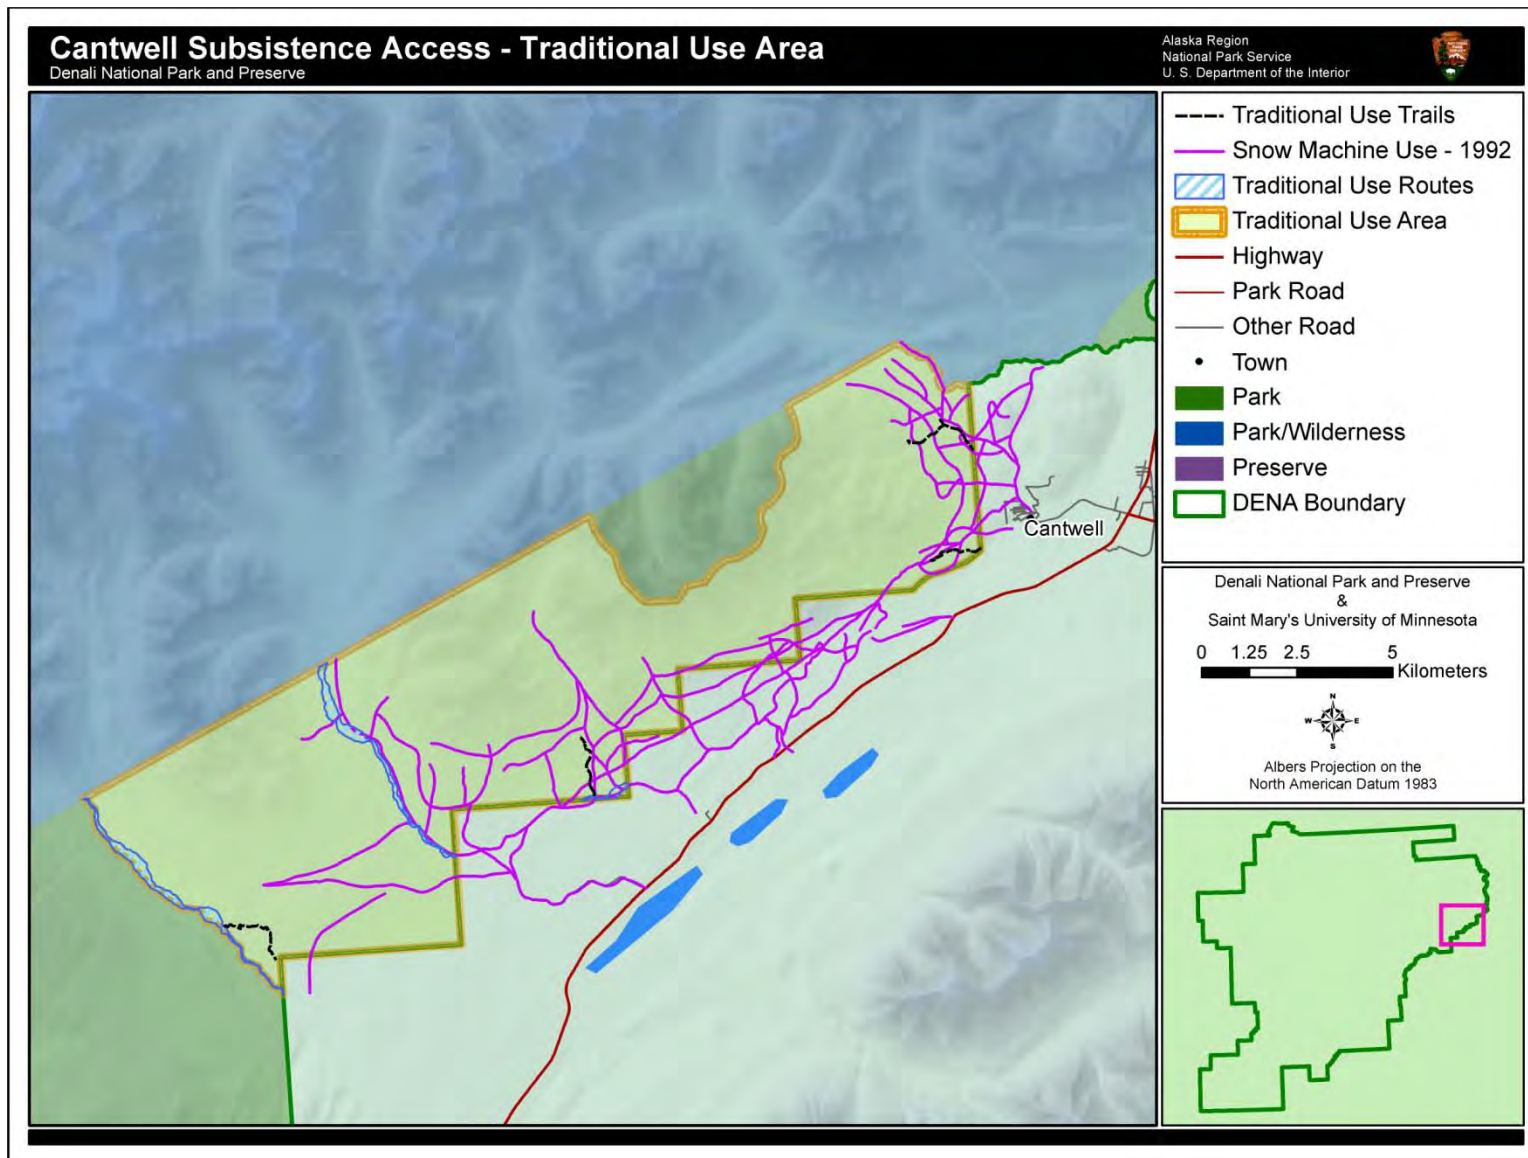 Cantwell Subsistence Access - Traditional Use Area
Denali National Park and Preserve
Alaska Region
National Park Service
U. S. Department of the Interior
Traditional Use Trails
Snow Machine Use - 1992
Traditional Use Routes
Traditional Use Area
Highway
Park Road
Other Road
Town
Park
Park/Wilderness
Preserve
DENA Boundary
Cantwell
Denali National Park and Preserve
&
Saint Mary's University of Minnesota
0 1.25 2.5 5
Kilometers
N
W E
S
Albers Projection on the
North American Datum 1983